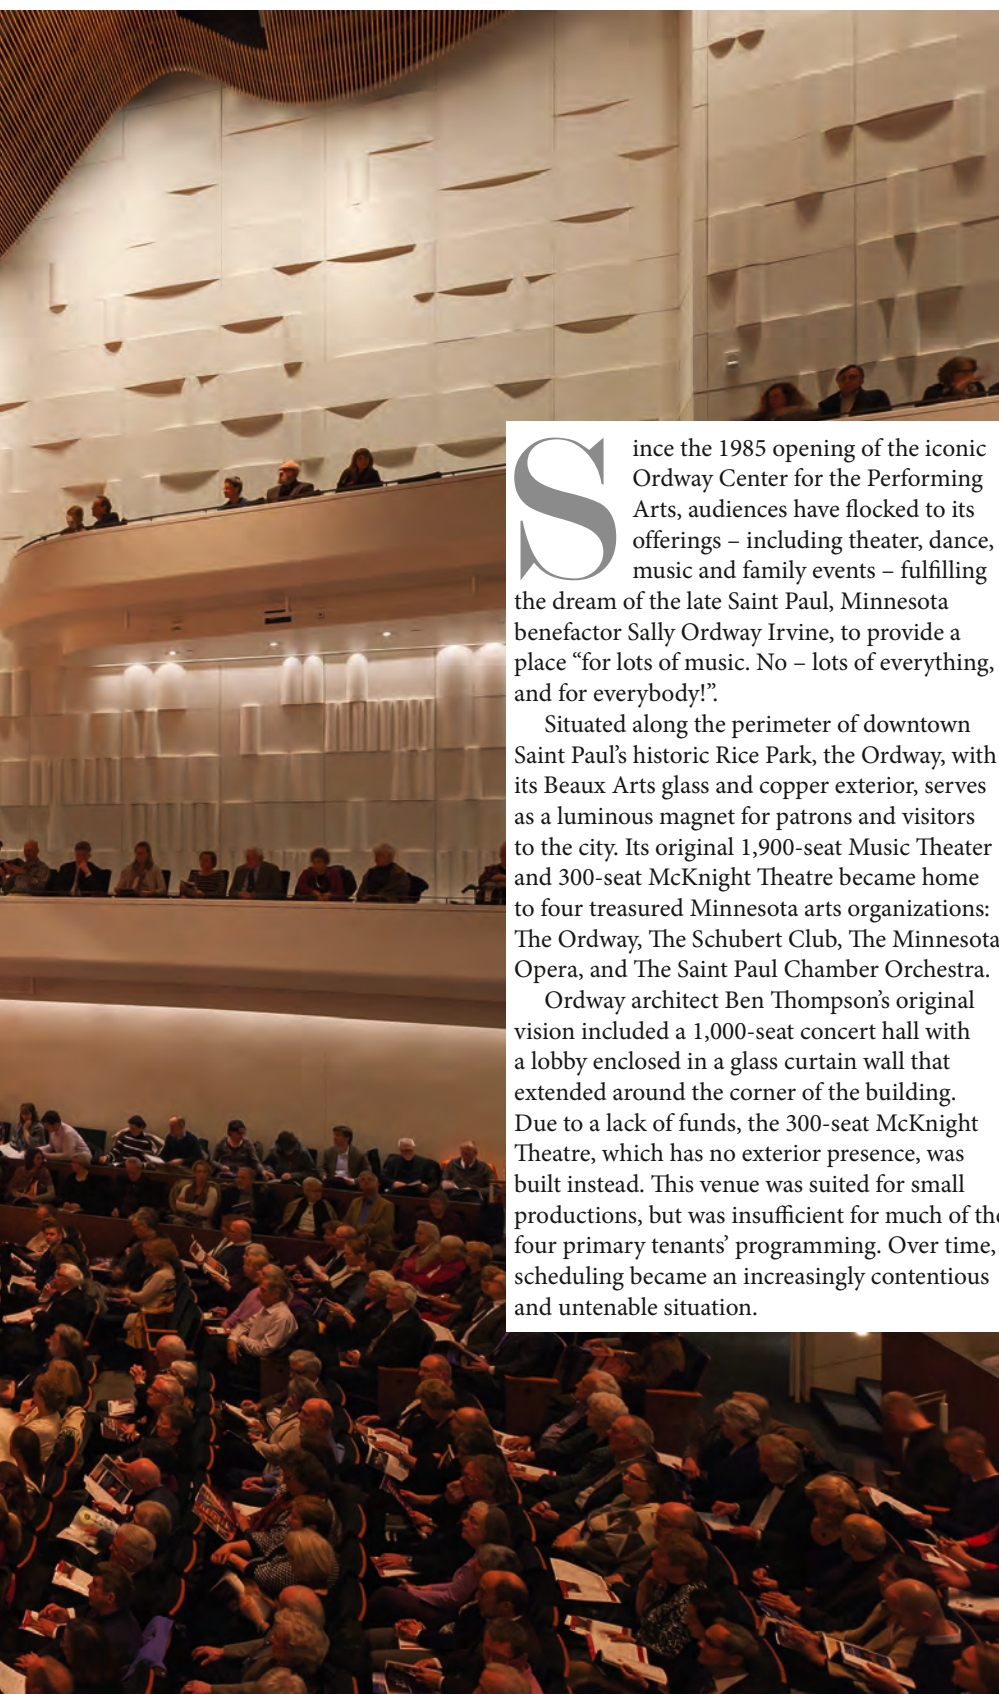 Since the 1985 opening of the iconic
Ordway Center for the Performing
Arts, audiences have flocked to its
offerings – including theater, dance,
music and family events – fulfilling
the dream of the late Saint Paul, Minnesota
benefactor Sally Ordway Irvine, to provide a
place “for lots of music. No – lots of everything,
and for everybody!”.
Situated along the perimeter of downtown
Saint Paul’s historic Rice Park, the Ordway, with
its Beaux Arts glass and copper exterior, serves
as a luminous magnet for patrons and visitors
to the city. Its original 1,900-seat Music Theater
and 300-seat McKnight Theatre became home
to four treasured Minnesota arts organizations:
The Ordway, The Schubert Club, The Minnesota
Opera, and The Saint Paul Chamber Orchestra.
Ordway architect Ben Thompson’s original
vision included a 1,000-seat concert hall with
a lobby enclosed in a glass curtain wall that
extended around the corner of the building.
Due to a lack of funds, the 300-seat McKnight
Theatre, which has no exterior presence, was
built instead. This venue was suited for small
productions, but was insufficient for much of the
four primary tenants’ programming. Over time,
scheduling became an increasingly contentious
and untenable situation.